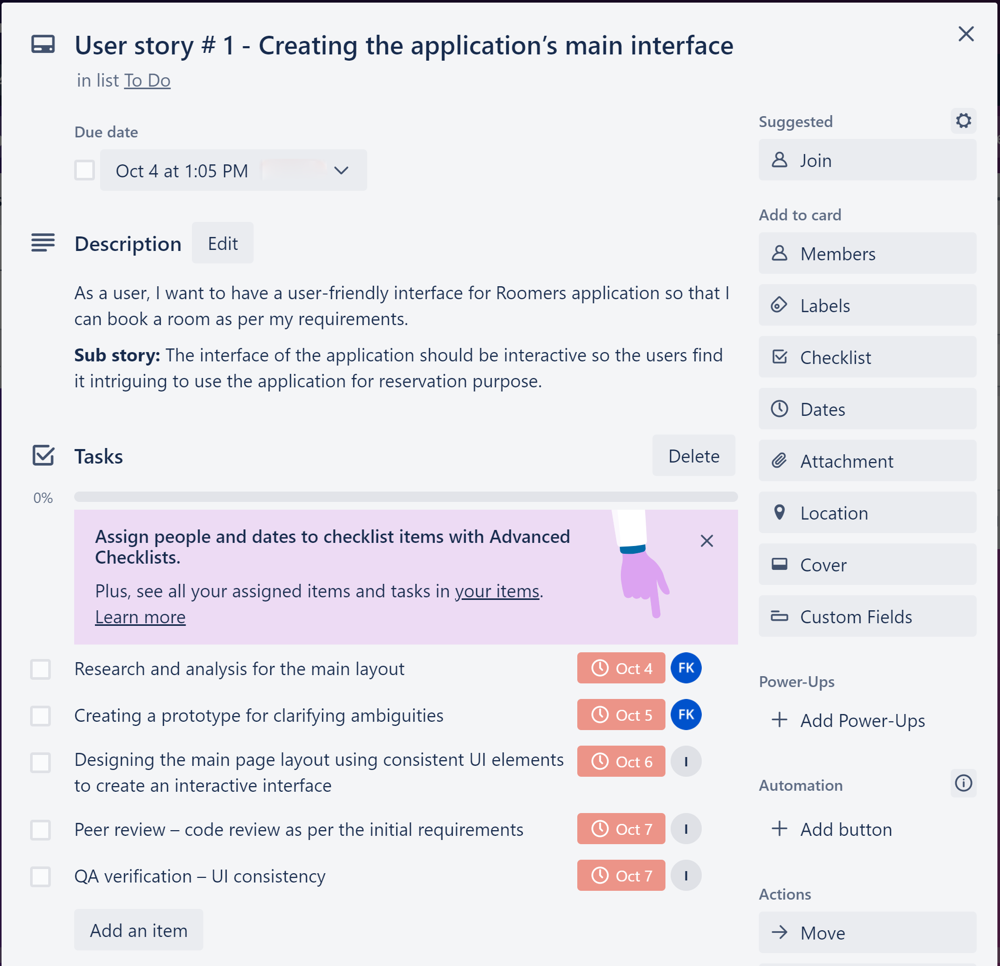 User story # 1 - Creating the application’s main interface
in list To Do
Due date
Oct 4 at 1:05 PM
Description
Edit
As a user, I want to have a user-friendly interface for Roomers application so that I
can book a room as per my requirements.
Sub story: The interface of the application should be interactive so the users find
it intriguing to use the application for reservation purpose.
Tasks
Delete
0%
Assign people and dates to checklist items with Advanced
Checklists.
Plus, see all your assigned items and tasks in your items.
Learn more
Research and analysis for the main layout
Oct 4
FK
Creating a prototype for clarifying ambiguities
Oct 5
FK
Designing the main page layout using consistent UI elements
to create an interactive interface
Oct 6
I
Peer review – code review as per the initial requirements
Oct 7
I
QA verification – UI consistency
Oct 7
I
Add an item
Suggested
Join
Add to card
Members
Labels
Checklist
Dates
Attachment
Location
Cover
Custom Fields
Power-Ups
Add Power-Ups
Automation
Add button
Actions
Move